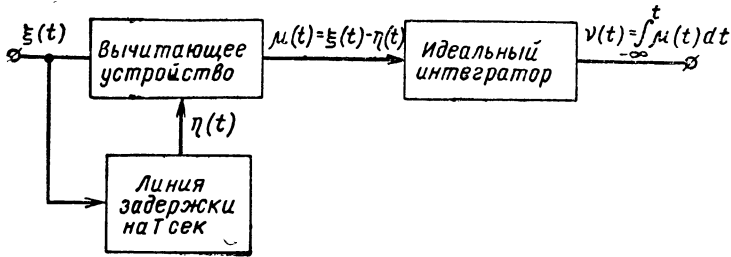 ξ(t)
Вычитающее
устройство
μ(t)=ξ(t)-η(t)
Идеальный
интегратор
ν(t)=∫μ(t)dt
t
-∞
η(t)
Линия
задержки
на T сек